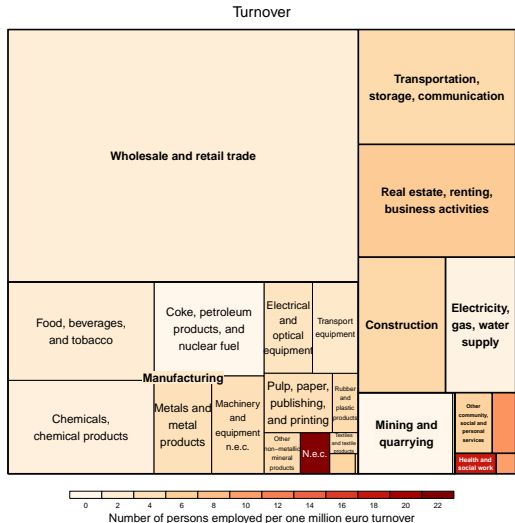 Turnover
Wholesale and retail trade
Transportation,
storage, communication
Real estate, renting,
business activities
Food, beverages,
and tobacco
Coke, petroleum
products, and
nuclear fuel
Electrical
and
optical
equipment
Transport
equipment
Construction
Electricity,
gas, water
supply
Manufacturing
Chemicals,
chemical products
Metals and
metal
products
Machinery
and
equipment
n.e.c.
Pulp, paper,
publishing,
and printing
Rubber
and
plastic
products
Other
non−metallic
mineral
products
N.e.c.
Textiles
and textile
products
Mining and
quarrying
Other
community,
social and
personal
services
Health and
social work
0 2 4 6 8 10 12 14 16 18 20 22
Number of persons employed per one million euro turnover